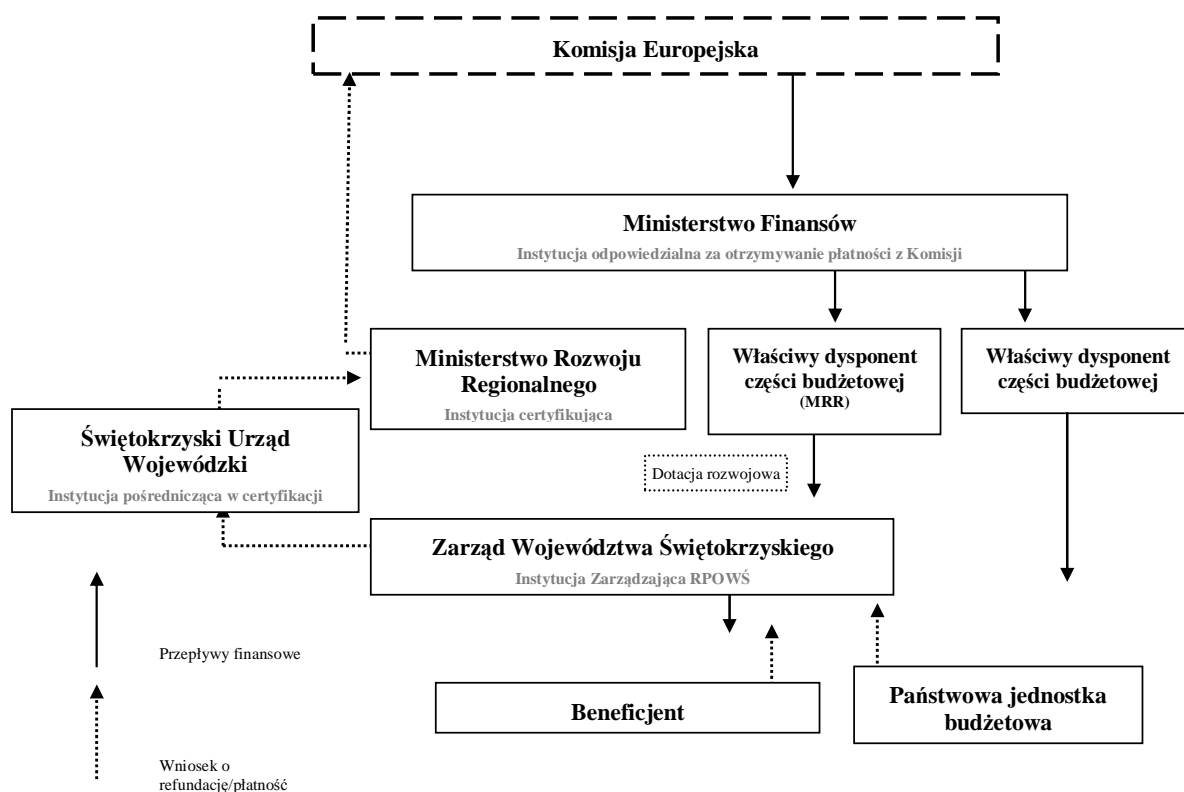 Komisja Europejska
Ministerstwo Finansów
Instytucja odpowiedzialna za otrzymywanie płatności z Komisji
Ministerstwo Rozwoju
Regionalnego
Instytucja certyfikująca
Właściwy dysponent
części budżetowej
(MRR)
Właściwy dysponent
części budżetowej
Świętokrzyski Urząd
Wojewódzki
Instytucja pośrednicząca w certyfikacji
Dotacja rozwojowa
Zarząd Województwa Świętokrzyskiego
Instytucja Zarządzająca RPOWŚ
Przepływy finansowe
Beneficjent
Państwowa jednostka
budżetowa
Wniosek o
refundację/płatność